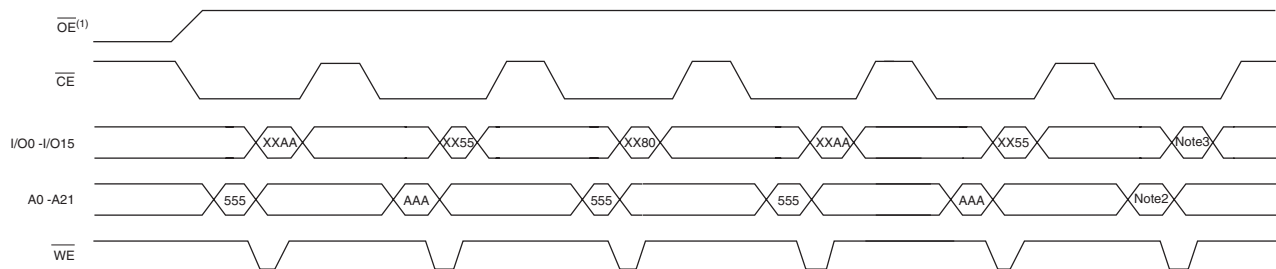 OE(1)
CE
I/O0 -I/O15 XXAA XX55 XX80 XXAA XX55 Note3
A0 -A21 555 AAA 555 555 AAA Note2
WE